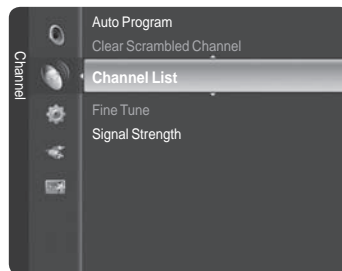 Channel
Auto Program
Clear Scrambled Channel
Channel List
Fine Tune
Signal Strength